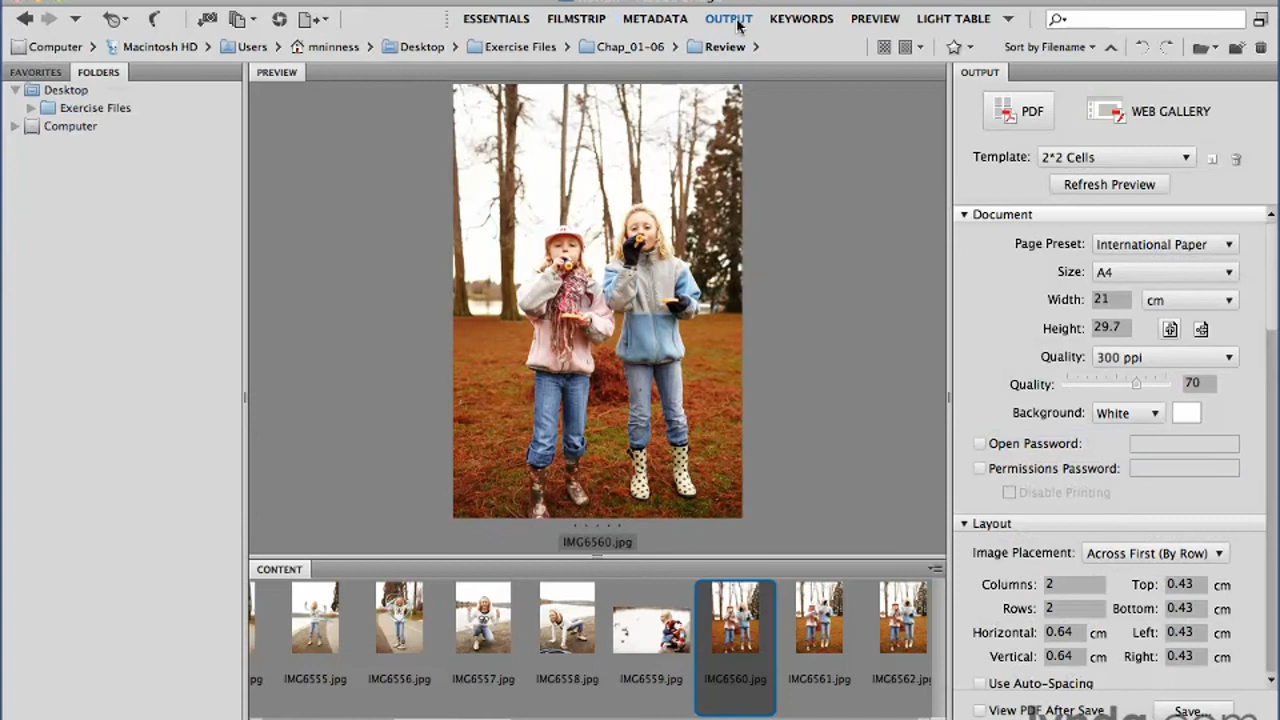 ESSENTIALS FILMSTRIP METADATA OUTPUT KEYWORDS PREVIEW LIGHT TABLE
Computer Macintosh HD Users mninness Desktop Exercise Files Chap_01-06 Review Sort by Filename
FAVORITES FOLDERS PREVIEW OUTPUT
Desktop
Exercise Files
Computer
PDF WEB GALLERY
Template: 2*2 Cells
Refresh Preview
Document
Page Preset: International Paper
Size: A4
Width: 21 cm
Height: 29.7
Quality: 300 ppi
Quality: 70
Background: White
Open Password:
Permissions Password:
Disable Printing
Layout
IMG6560.jpg
Image Placement: Across First (By Row)
CONTENT
Columns: 2 Top: 0.43 cm
Rows: 2 Bottom: 0.43 cm
Horizontal: 0.64 cm Left: 0.43 cm
Vertical: 0.64 cm Right: 0.43 cm
pg IMG6555.jpg IMG6556.jpg IMG6557.jpg IMG6558.jpg IMG6559.jpg IMG6560.jpg IMG6561.jpg IMG6562.jp
Use Auto-Spacing
View PDF After Save Save...